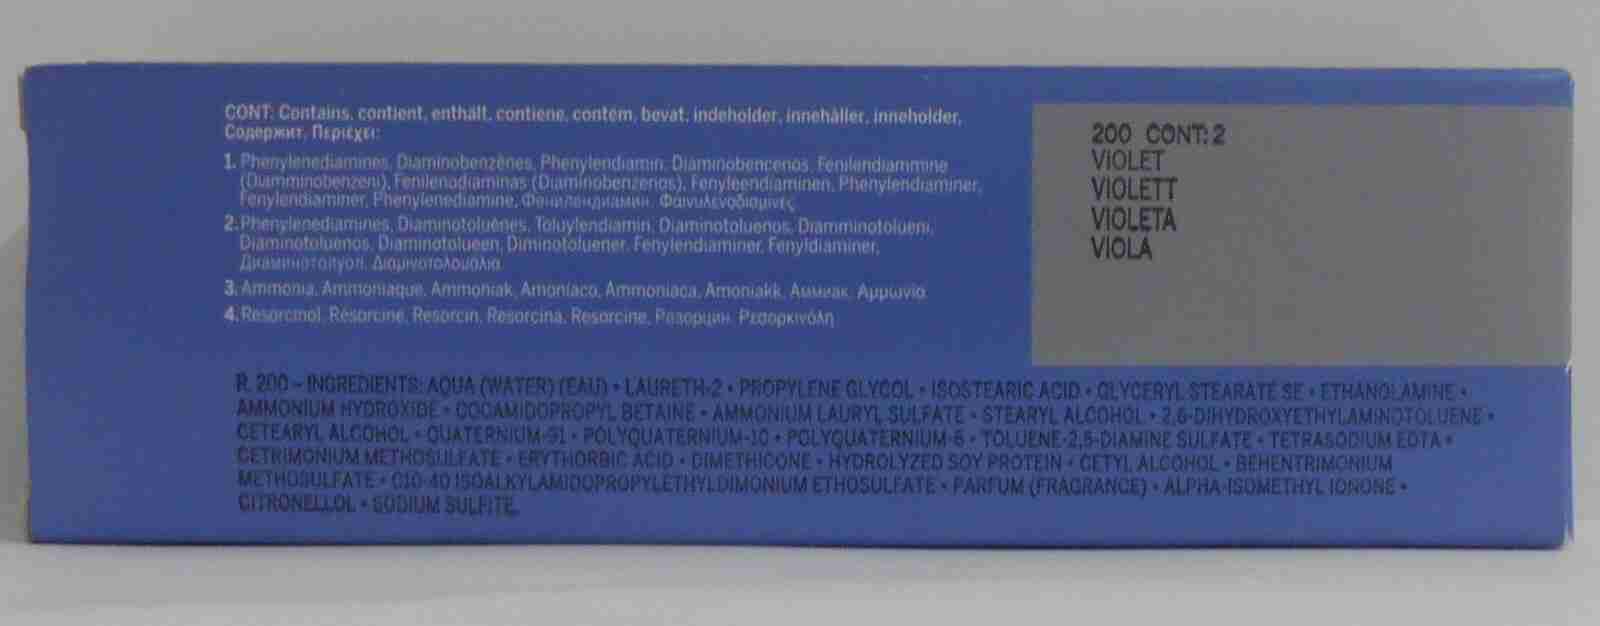 CONT: Contains, contient, enthält, contiene, contém, bevat, indeholder, innehåller, inneholder,
Содержит, Περιέχει:
1. Phenylenediamines, Diaminobenzènes, Phenylendiamin, Diaminobencenos, Fenilendiammine
(Diamminobenzeni), Fenilenodiaminas (Diaminobenzenos), Fenyleendiaminen, Phenylendiaminer,
Fenylendiaminer, Phenylenediamine, Фенилендиамин, Φαινυλενοδιαμίνες
2. Phenylenediamines, Diaminotoluènes, Toluylendiamin, Diaminotoluenos, Diamminotolueni,
Diaminotoluenos, Diaminotolueen, Diminotoluener, Fenylendiaminer, Fenyldiaminer,
Диаминотолуол, Διαμινοτολουόλια
3. Ammonia, Ammoniaque, Ammoniak, Amoníaco, Ammoniaca, Amoniakk, Аммиак, Αμμωνία
4. Resorcinol, Résorcine, Resorcin, Resorcina, Resorcine, Резорцин, Ρεσορκινόλη
200 CONT: 2
VIOLET
VIOLETT
VIOLETA
VIOLA
R. 200 - INGREDIENTS: AQUA (WATER) (EAU) • LAURETH-2 • PROPYLENE GLYCOL • ISOSTEARIC ACID • GLYCERYL STEARATE SE • ETHANOLAMINE •
AMMONIUM HYDROXIDE • COCAMIDOPROPYL BETAINE • AMMONIUM LAURYL SULFATE • STEARYL ALCOHOL • 2,6-DIHYDROXYETHYLAMINOTOLUENE •
CETEARYL ALCOHOL • QUATERNIUM-91 • POLYQUATERNIUM-10 • POLYQUATERNIUM-6 • TOLUENE-2,5-DIAMINE SULFATE • TETRASODIUM EDTA •
CETRIMONIUM METHOSULFATE • ERYTHORBIC ACID • DIMETHICONE • HYDROLYZED SOY PROTEIN • CETYL ALCOHOL • BEHENTRIMONIUM
METHOSULFATE • C10-40 ISOALKYLAMIDOPROPYLETHYLDIMONIUM ETHOSULFATE • PARFUM (FRAGRANCE) • ALPHA-ISOMETHYL IONONE •
CITRONELLOL • SODIUM SULFITE.